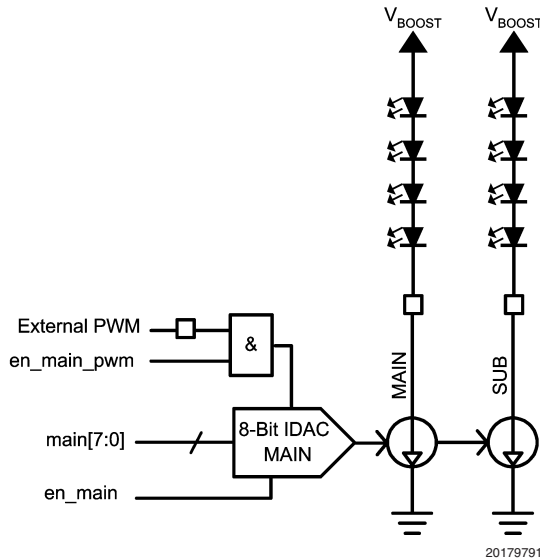 VBOOST VBOOST
External PWM
en_main_pwm
&
main[7:0]
8-Bit IDAC
MAIN
en_main
MAIN
SUB
20179791